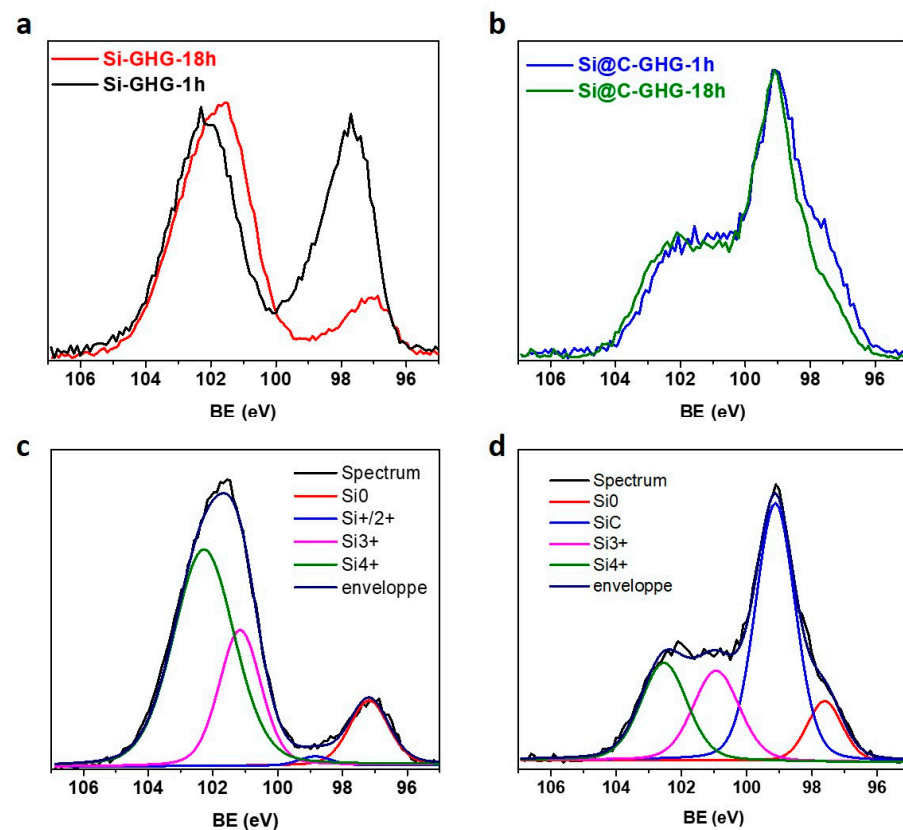 a
Si-GHG-18h
Si-GHG-1h
106 104 102 100 98 96
BE (eV)
b
Si@C-GHG-1h
Si@C-GHG-18h
106 104 102 100 98 96
BE (eV)
c
Spectrum
Si0
Si+/2+
Si3+
Si4+
enveloppe
106 104 102 100 98 96
BE (eV)
d
Spectrum
Si0
SiC
Si3+
Si4+
enveloppe
106 104 102 100 98 96
BE (eV)